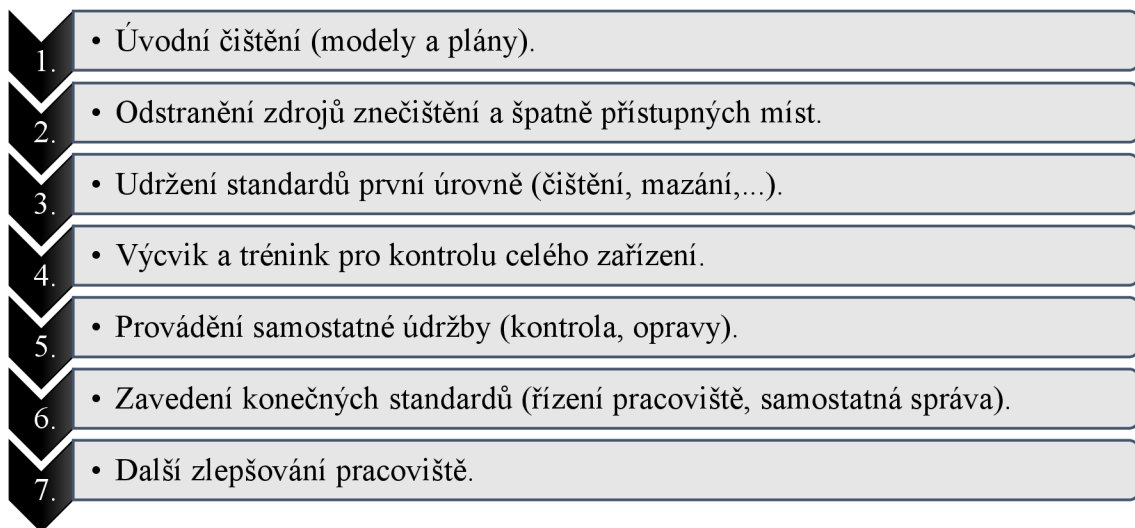 1. • Úvodní čištění (modely a plány).
2. • Odstranění zdrojů znečištění a špatně přístupných míst.
3. • Udržení standardů první úrovně (čištění, mazání,...).
4. • Výcvik a trénink pro kontrolu celého zařízení.
5. • Provádění samostatné údržby (kontrola, opravy).
6. • Zavedení konečných standardů (řízení pracoviště, samostatná správa).
7. • Další zlepšování pracoviště.